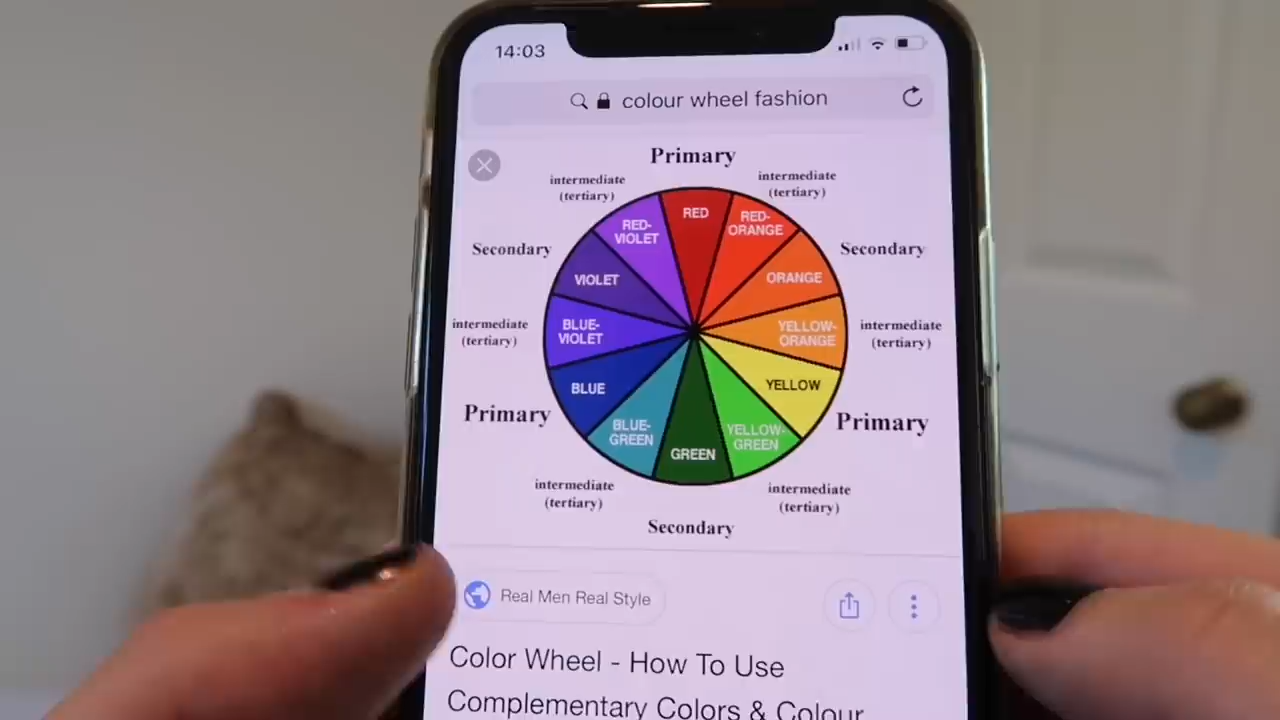 14:03
colour wheel fashion
Primary
intermediate
(tertiary)
intermediate
(tertiary)
RED
RED-
VIOLET
RED-
ORANGE
Secondary
Secondary
VIOLET
ORANGE
intermediate
(tertiary)
BLUE-
VIOLET
YELLOW-
ORANGE
intermediate
(tertiary)
BLUE
YELLOW
Primary
Primary
BLUE-
GREEN
GREEN
YELLOW-
GREEN
intermediate
(tertiary)
intermediate
(tertiary)
Secondary
Real Men Real Style
Color Wheel - How To Use
Complementary Colors & Colour